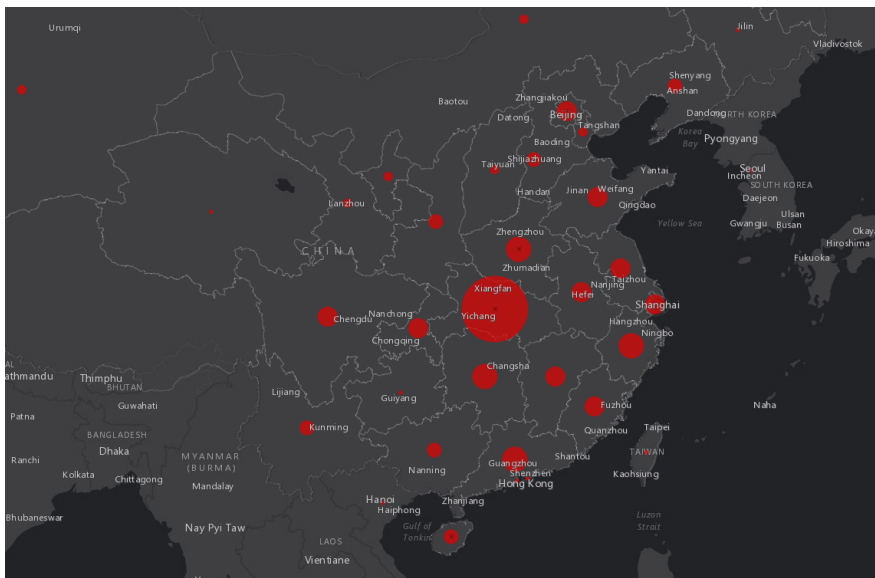 Urumqi
Jilin
Vladivostok
Shenyang
Anshan
Zhangjiakou
Baotou
Datong
Beijing
Dandong
NORTH KOREA
Tangshan
Korea
Bay
Pyongyang
Baoding
Shijiazhuang
Taiyuan
Yantai
Seoul
Incheon
SOUTH KOREA
Handan
Jinan
Weifang
Daejeon
Lanzhou
Qingdao
Yellow Sea
Gwangju
Ulsan
Busan
Okaya
Zhengzhou
Hiroshima
CHINA
Fukuoka
Zhumadian
Taizhou
Xiangfan
Nanjing
Hefei
Shanghai
Nanchong
Yichang
Chengdu
Hangzhou
Ningbo
Chongqing
AL
athmandu
Thimphu
BHUTAN
Changsha
Lijiang
Guiyang
Guwahati
Fuzhou
Naha
Patna
Kunming
Quanzhou
Taipei
BANGLADESH
Dhaka
MYANMAR
(BURMA)
TAIWAN
Ranchi
Shantou
Guangzhou
Nanning
Kolkata
Chittagong
Shenzhen
Kaohsiung
Mandalay
Hong Kong
Hanoi
Zhanjiang
Haiphong
Bhubaneswar
Luzon
Strait
Nay Pyi Taw
Gulf of
Tonkin
LAOS
Vientiane